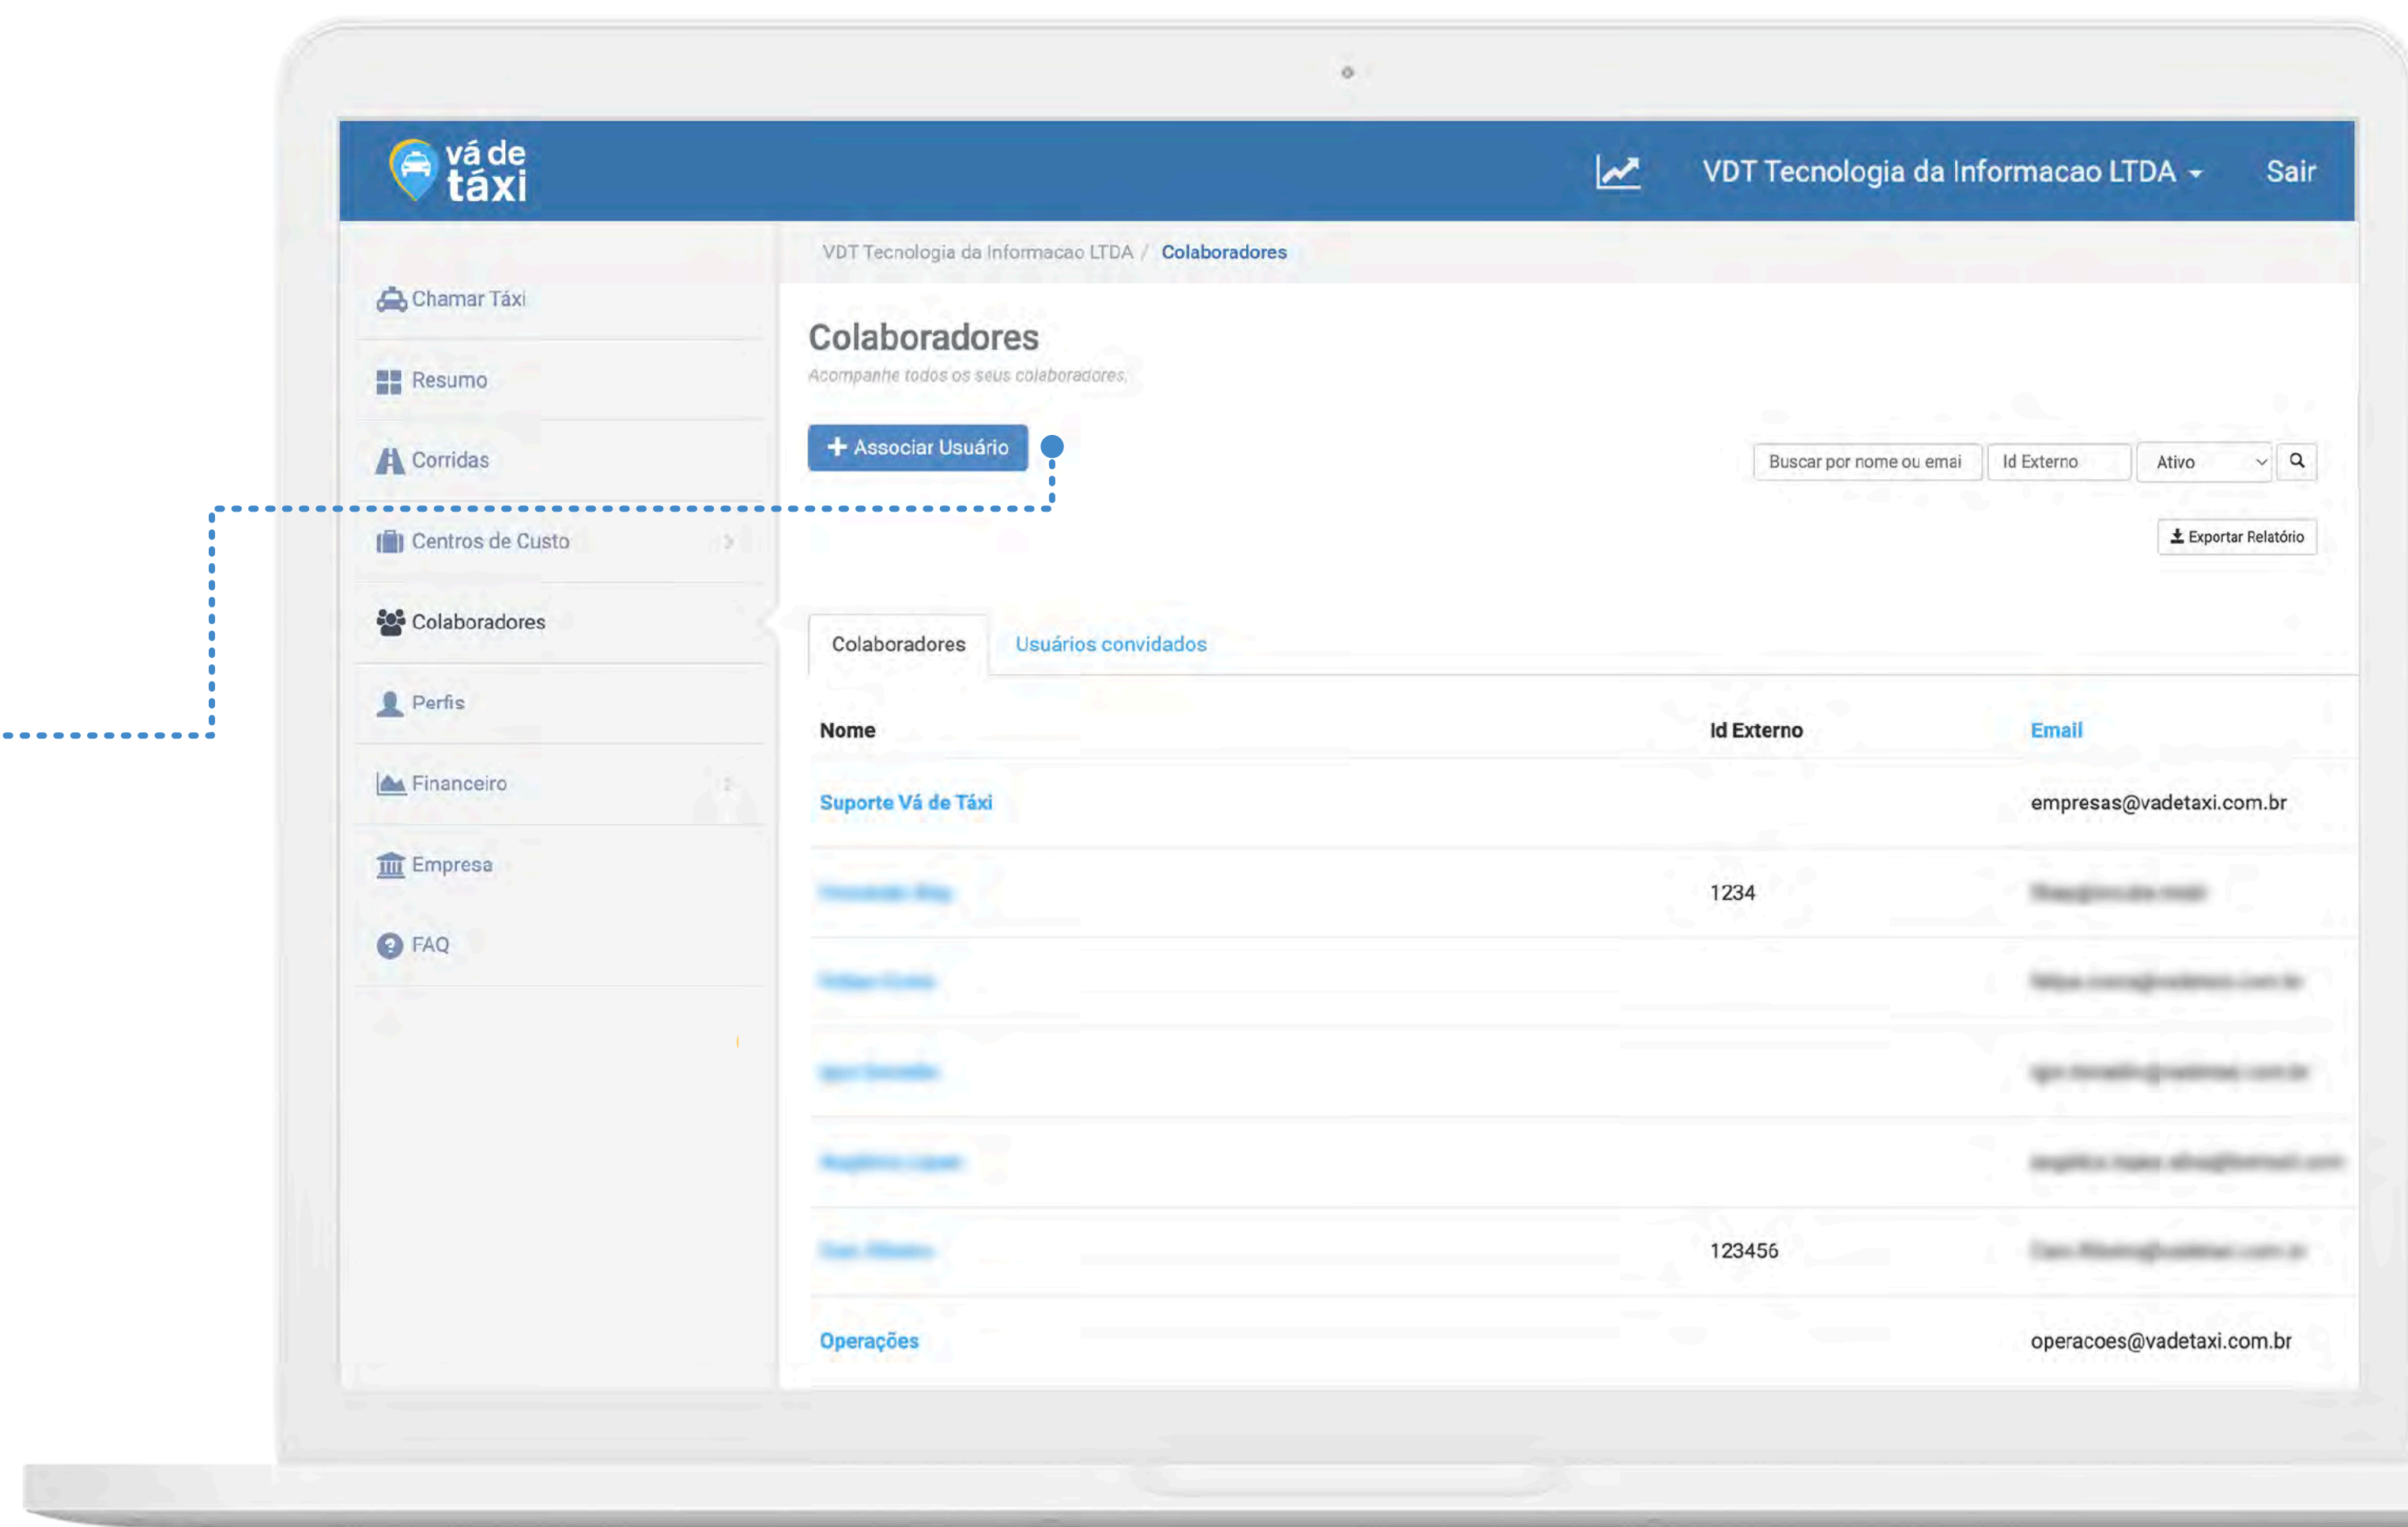 vá de
táxi
VDT Tecnologia da Informacao LTDA
Sair
VDT Tecnologia da Informacao LTDA / Colaboradores
Chamar Táxi
Resumo
Corridas
Centros de Custo
Colaboradores
Perfis
Financeiro
Empresa
FAQ
Colaboradores
Acompanhe todos os seus colaboradores.
+ Associar Usuário
Buscar por nome ou emai
Id Externo
Ativo
Exportar Relatório
Colaboradores
Usuários convidados
Nome Id Externo Email
Suporte Vá de Táxi empresas@vadetaxi.com.br
1234
123456
Operações operacoes@vadetaxi.com.br